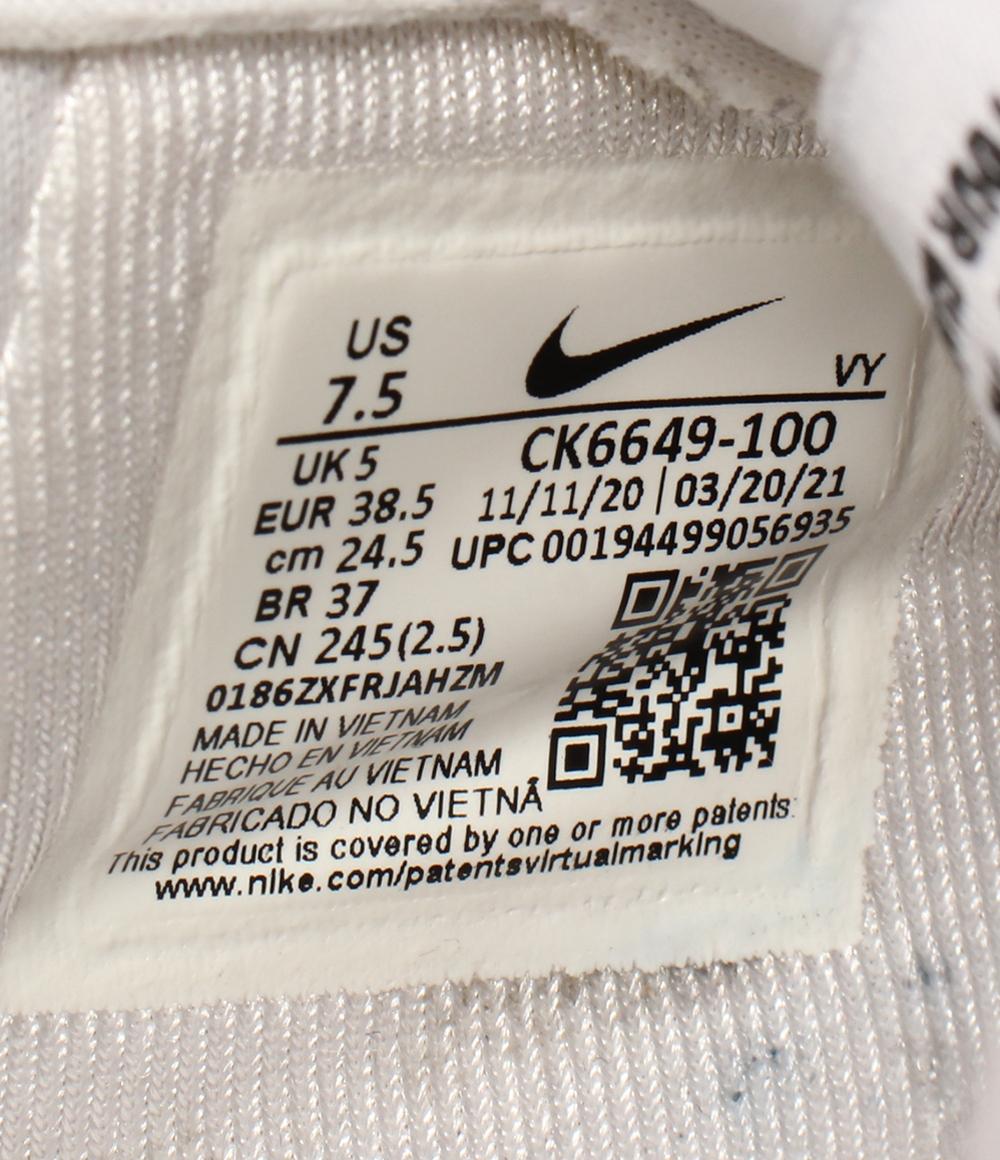 US
7.5
VY
UK 5
CK6649-100
EUR 38.5
11/11/20 | 03/20/21
cm 24.5
UPC 00194499056935
BR 37
CN 245(2.5)
0186ZXFRJAHZM
MADE IN VIETNAM
HECHO EN VIETNAM
FABRIQUE AU VIETNAM
FABRICADO NO VIETNÃ
This product is covered by one or more patents:
www.nike.com/patentsvirtualmarking